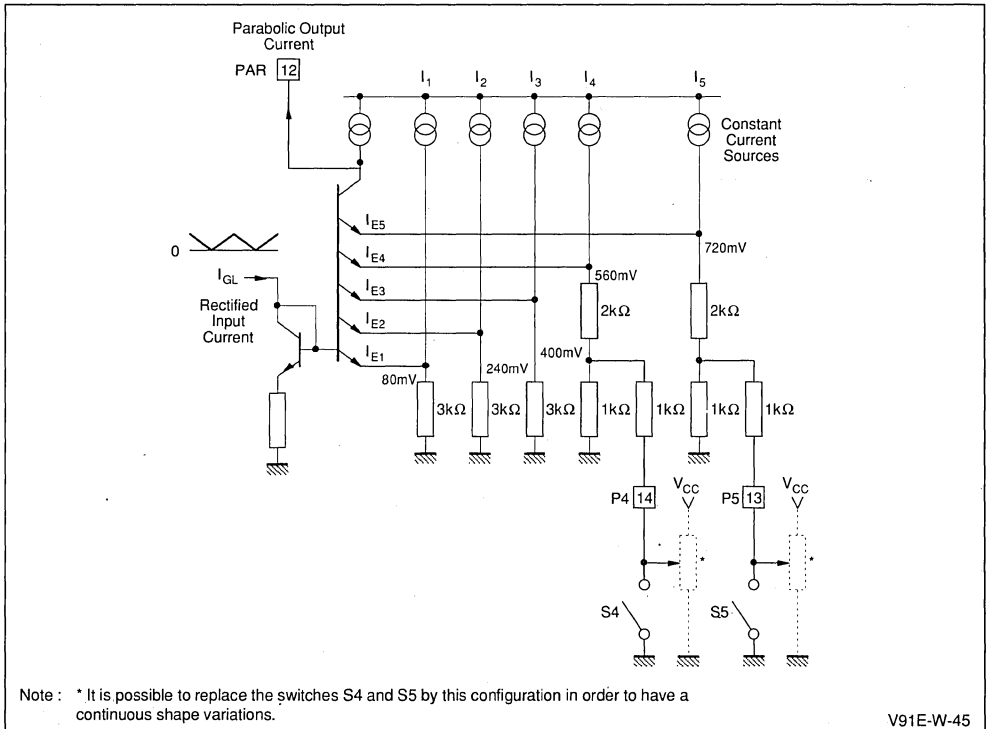 Parabolic Output
Current
PAR 12
I1 I2 I3 I4 I5
Constant
Current
Sources
IE5
720mV
0
IE4
560mV
IGL
IE3
2kΩ 2kΩ
Rectified
Input
Current
IE2
400mV
IE1
80mV 240mV
3kΩ 3kΩ 3kΩ 1kΩ 1kΩ 1kΩ 1kΩ
P4 14 VCC P5 13 VCC
* *
S4 S5
Note : * It is possible to replace the switches S4 and S5 by this configuration in order to have a
continuous shape variations.
V91E-W-45